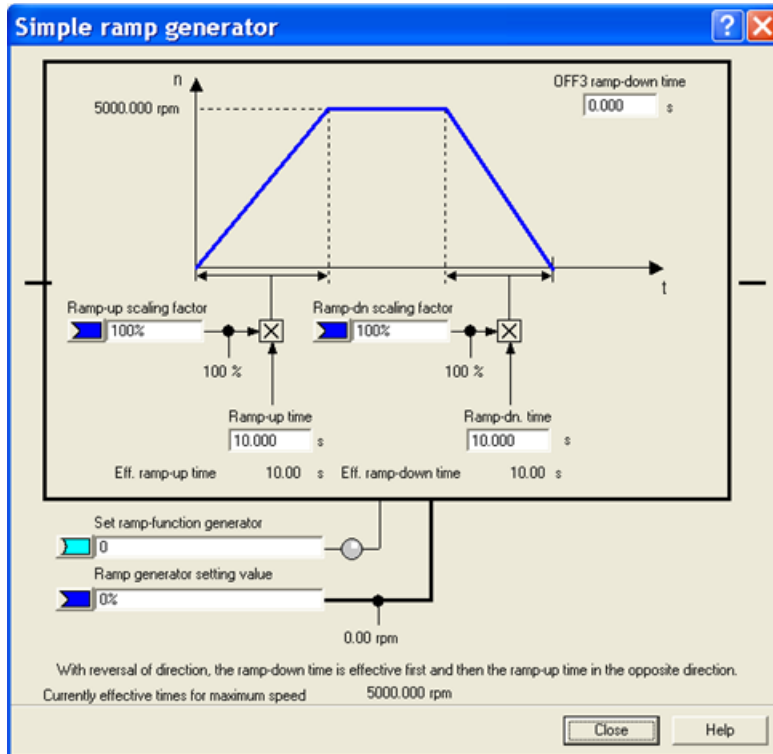 Simple ramp generator
n
OFF3 ramp-down time
5000.000 rpm
0.000 s
t
Ramp-up scaling factor
Ramp-dn scaling factor
100%
100%
100 %
100 %
Ramp-up time
Ramp-dn. time
10.000 s
10.000 s
Eff. ramp-up time 10.00 s Eff. ramp-down time 10.00 s
Set ramp-function generator
0
Ramp generator setting value
0%
0.00 rpm
With reversal of direction, the ramp-down time is effective first and then the ramp-up time in the opposite direction.
Currently effective times for maximum speed 5000.000 rpm
Close Help